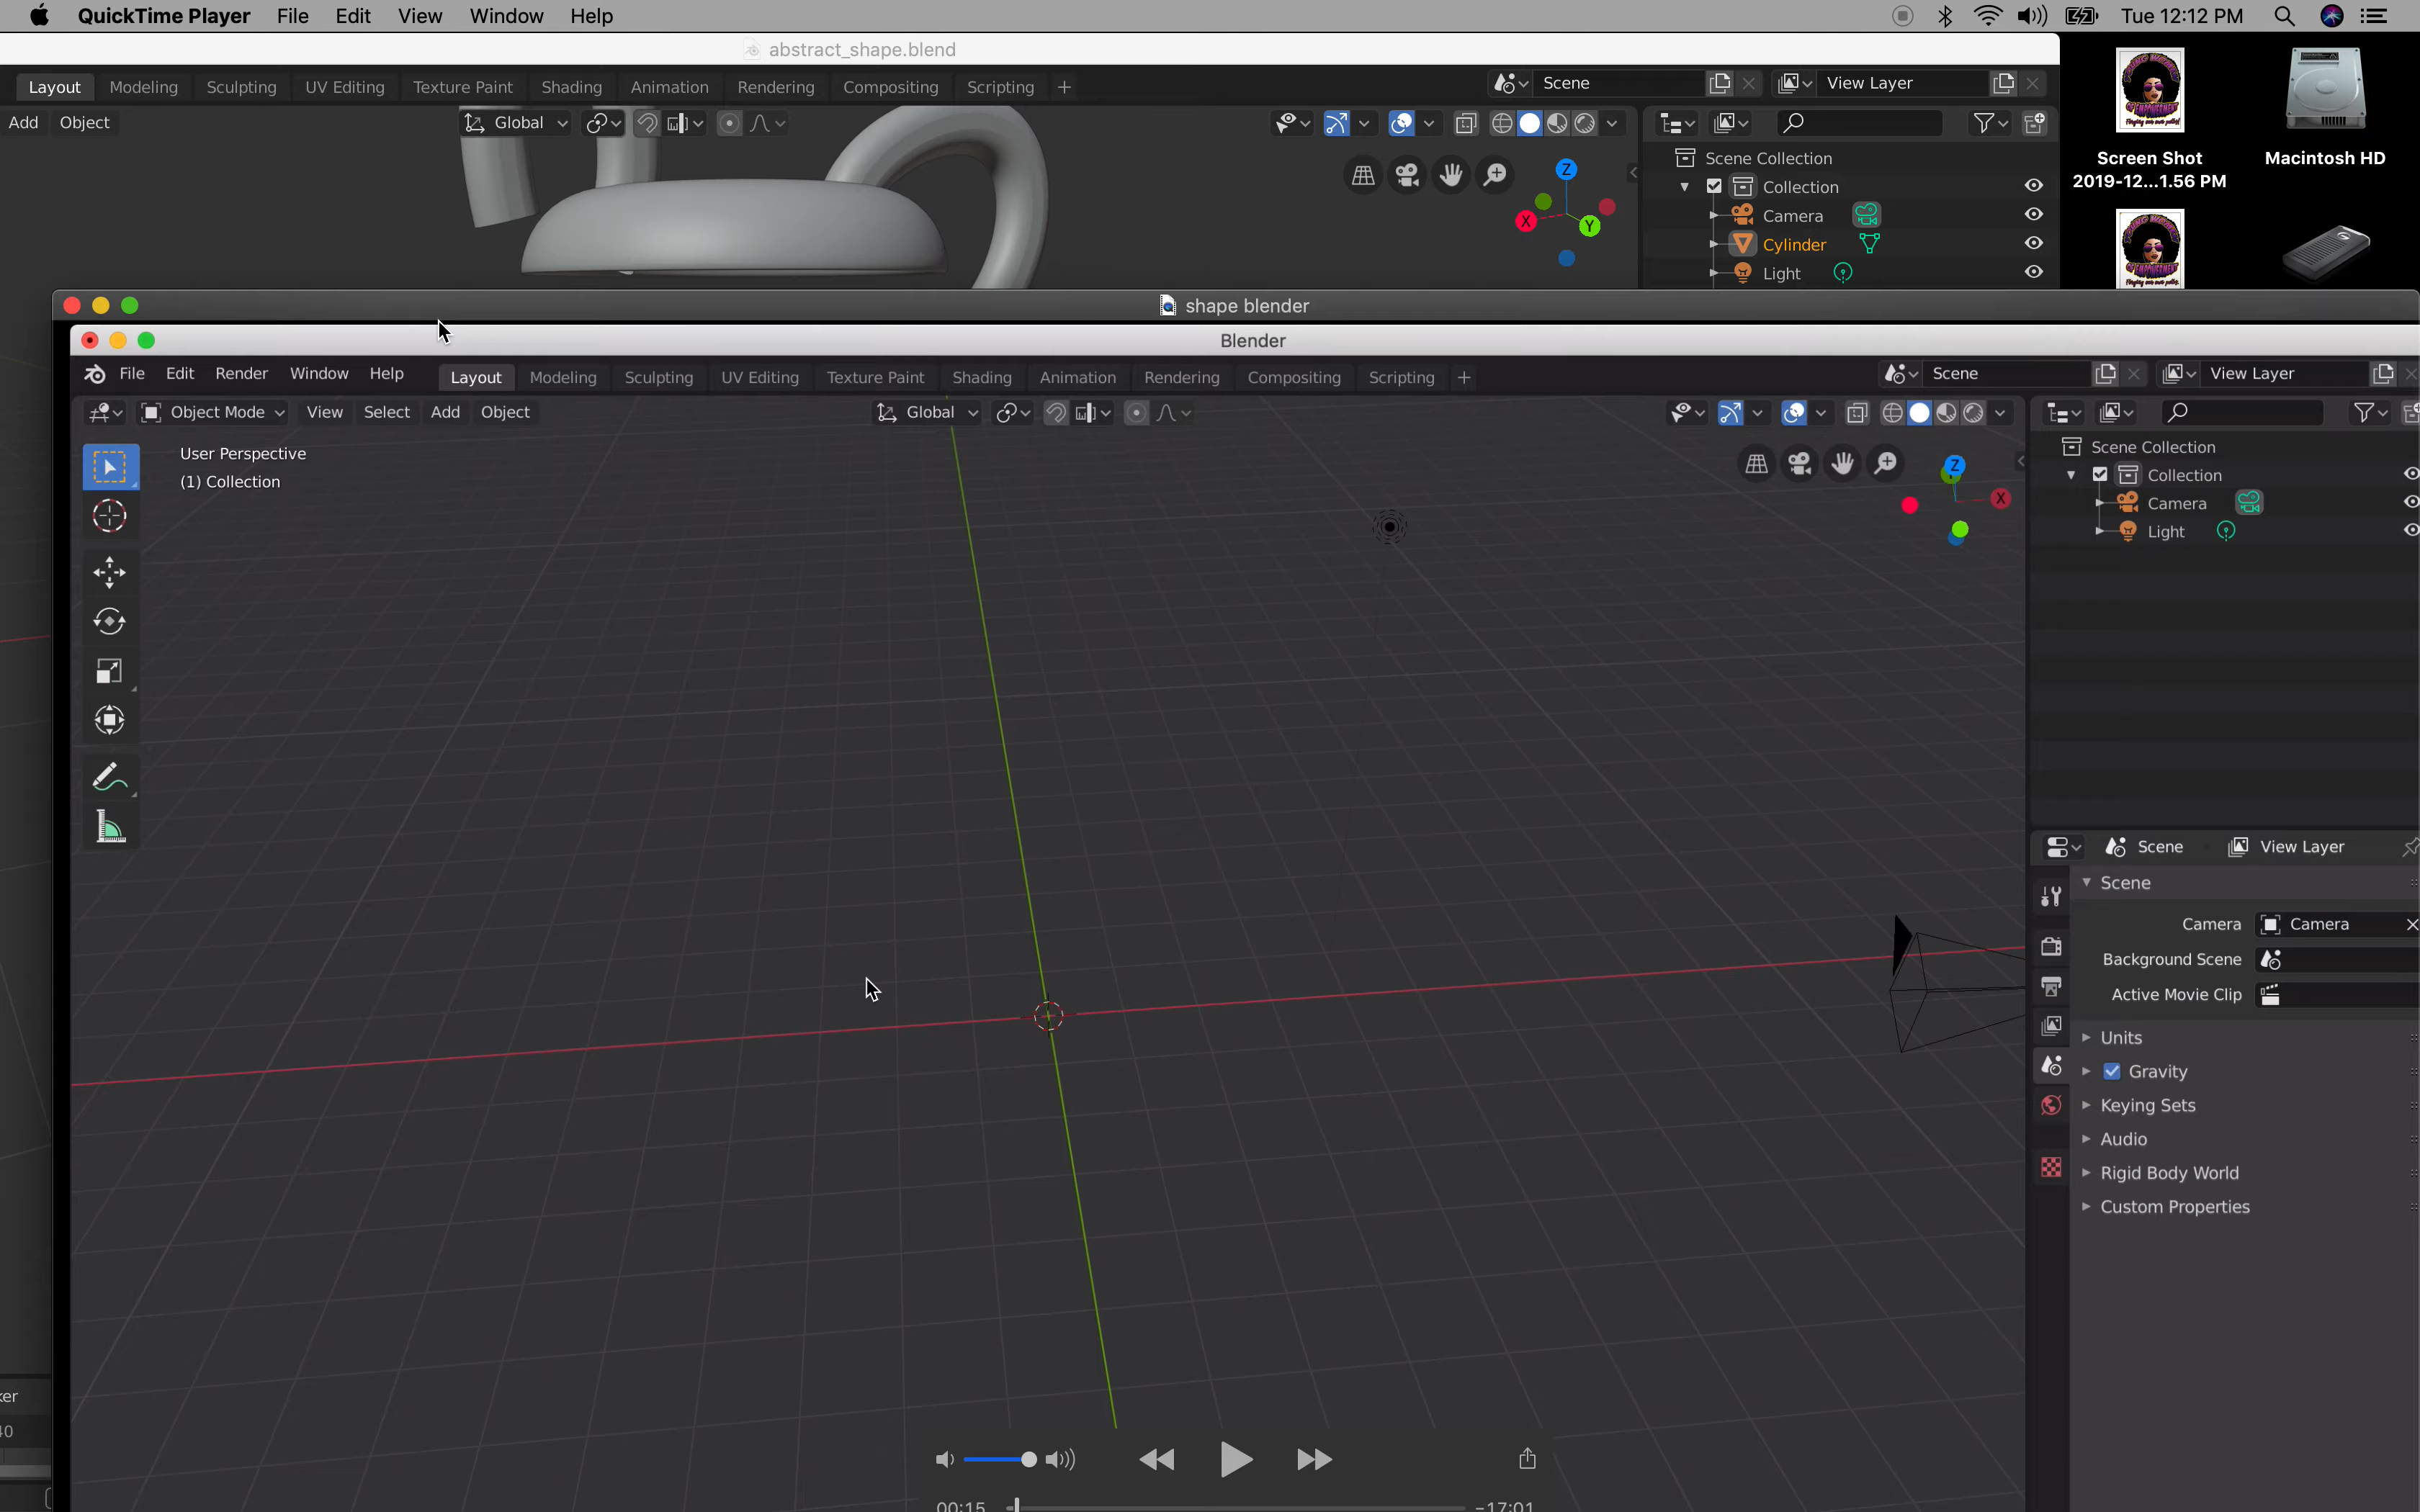 QuickTime Player File Edit View Window Help Tue 12:12 PM
abstract_shape.blend
Layout Modeling Sculpting UV Editing Texture Paint Shading Animation Rendering Compositing Scripting + Scene View Layer
Add Object Global
Scene Collection
Collection
Camera
Cylinder
Light
X Y Z
Screen Shot
2019-12...1.56 PM
Macintosh HD
shape blender
Blender
File Edit Render Window Help Layout Modeling Sculpting UV Editing Texture Paint Shading Animation Rendering Compositing Scripting + Scene View Layer
Object Mode View Select Add Object Global
User Perspective
(1) Collection
Z X
Scene Collection
Collection
Camera
Light
Scene View Layer
Scene
Camera Camera
Background Scene
Active Movie Clip
Units
Gravity
Keying Sets
Audio
Rigid Body World
Custom Properties
00:15 -17:01